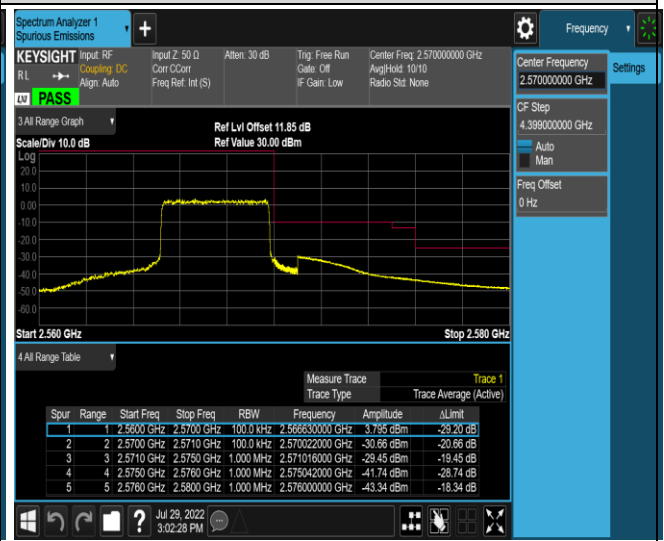 Spectrum Analyzer 1
Spurious Emissions
+
Frequency
KEYSIGHT Input: RF Input Z: 50 Ω Atten: 30 dB Trig: Free Run Center Freq: 2.570000000 GHz
RL Coupling: DC Corr CCorr Gate: Off Avg|Hold: 10/10
Align: Auto Freq Ref: Int (S) IF Gain: Low Radio Std: None
LNI PASS
Center Frequency
2.570000000 GHz
Settings
CF Step
4.399000000 GHz
Auto
Man
Freq Offset
0 Hz
3 All Range Graph
Ref Lvl Offset 11.85 dB
Scale/Div 10.0 dB Ref Value 30.00 dBm
Log
20.0
10.0
0.00
-10.0
-20.0
-30.0
-40.0
-50.0
-60.0
Start 2.560 GHz Stop 2.580 GHz
4 All Range Table
Measure Trace Trace 1
Trace Type Trace Average (Active)
Spur Range Start Freq Stop Freq RBW Frequency Amplitude ΔLimit
1 1 2.5600 GHz 2.5700 GHz 100.0 kHz 2.566630000 GHz 3.795 dBm -29.20 dB
2 2 2.5700 GHz 2.5710 GHz 100.0 kHz 2.570022000 GHz -30.66 dBm -20.66 dB
3 3 2.5710 GHz 2.5750 GHz 1.000 MHz 2.571016000 GHz -29.45 dBm -19.45 dB
4 4 2.5750 GHz 2.5760 GHz 1.000 MHz 2.575042000 GHz -41.74 dBm -28.74 dB
5 5 2.5760 GHz 2.5800 GHz 1.000 MHz 2.576000000 GHz -43.34 dBm -18.34 dB
? Jul 29, 2022
3:02:28 PM